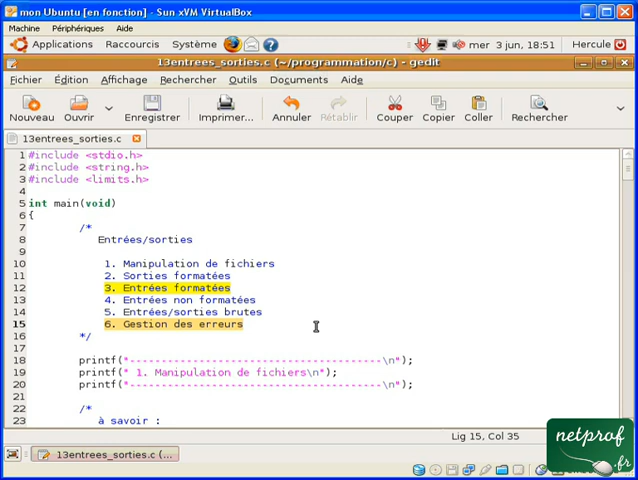 mon Ubuntu [en fonction] - Sun xVM VirtualBox
Machine Périphériques Aide
Applications Raccourcis Système mer 3 jun, 18:51 Hercule
13entrees_sorties.c (~/programmation/c) - gedit
Fichier Édition Affichage Rechercher Outils Documents Aide
Nouveau Ouvrir Enregistrer Imprimer... Annuler Rétablir Couper Copier Coller Rechercher
13entrees_sorties.c
1 #include <stdio.h>
2 #include <string.h>
3 #include <limits.h>
4
5 int main(void)
6 {
7 /*
8 Entrées/sorties
9
10 1. Manipulation de fichiers
11 2. Sorties formatées
12 3. Entrées formatées
13 4. Entrées non formatées
14 5. Entrées/sorties brutes
15 6. Gestion des erreurs
16 */
17
18 printf("----------------------------------------\n");
19 printf(" 1. Manipulation de fichiers\n");
20 printf("----------------------------------------\n");
21
22 /*
23 à savoir :
Lig 15, Col 35
13entrees_sorties.c (...
netprof
.fr